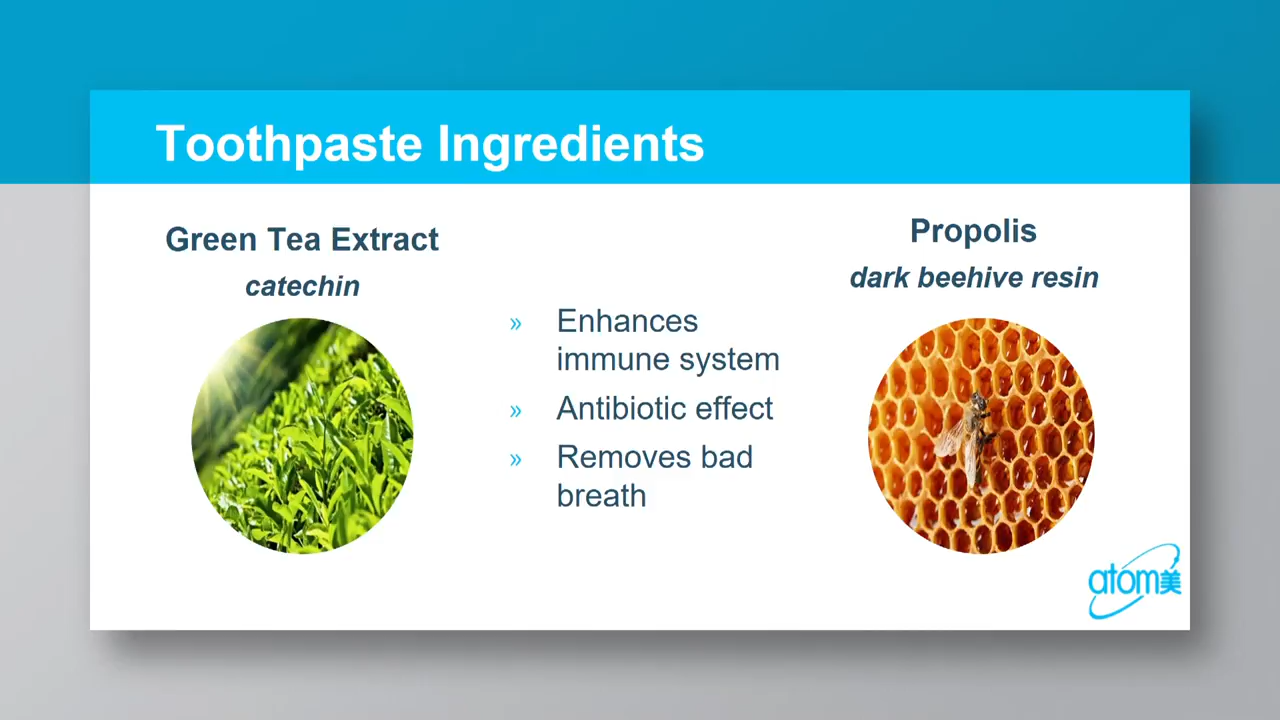 Toothpaste Ingredients
Green Tea Extract
catechin
» Enhances
immune system
» Antibiotic effect
» Removes bad
breath
Propolis
dark beehive resin
atom美